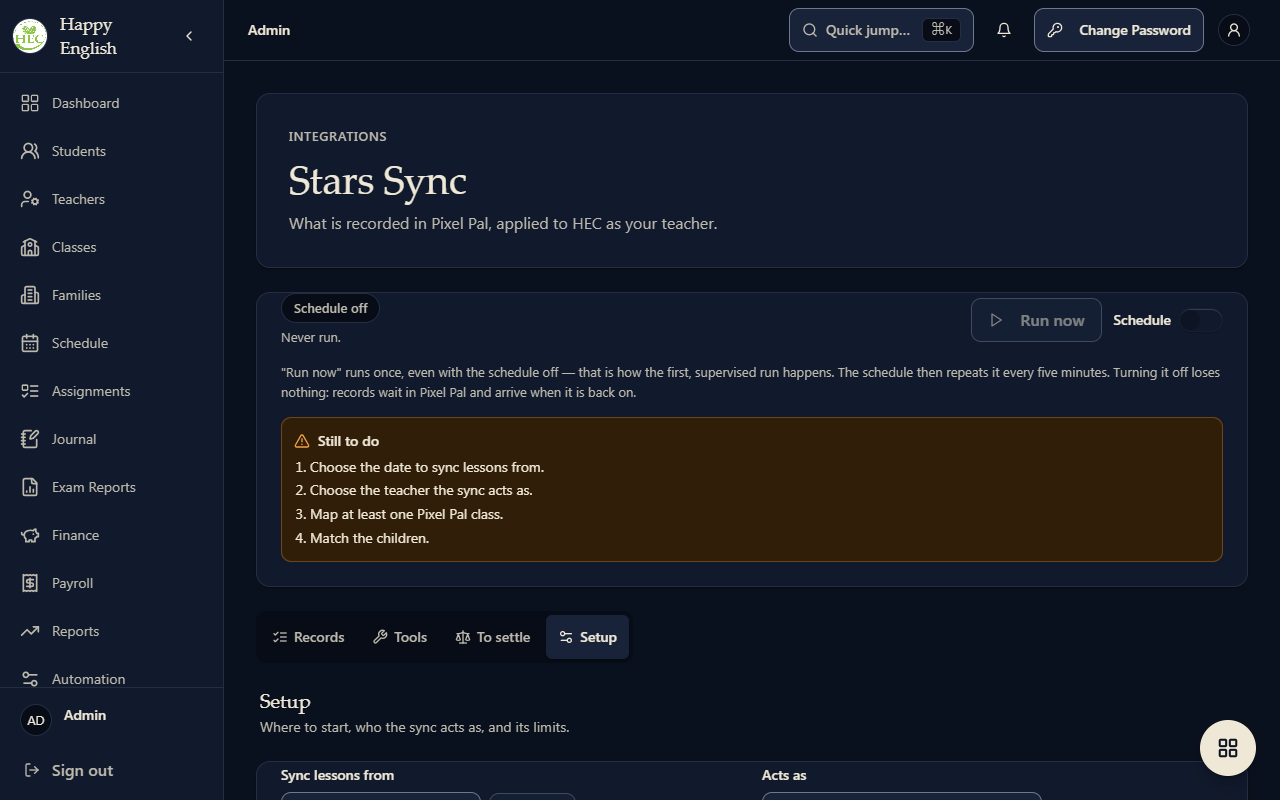 HEC
Happy
English
Admin
Quick jump...
⌘K
Change Password
Dashboard
Students
Teachers
Classes
Families
Schedule
Assignments
Journal
Exam Reports
Finance
Payroll
Reports
Automation
AD
Admin
Sign out
INTEGRATIONS
Stars Sync
What is recorded in Pixel Pal, applied to HEC as your teacher.
Schedule off
Never run.
Run now
Schedule
"Run now" runs once, even with the schedule off — that is how the first, supervised run happens. The schedule then repeats it every five minutes. Turning it off loses
nothing: records wait in Pixel Pal and arrive when it is back on.
Still to do
1. Choose the date to sync lessons from.
2. Choose the teacher the sync acts as.
3. Map at least one Pixel Pal class.
4. Match the children.
Records
Tools
To settle
Setup
Setup
Where to start, who the sync acts as, and its limits.
Sync lessons from
Acts as